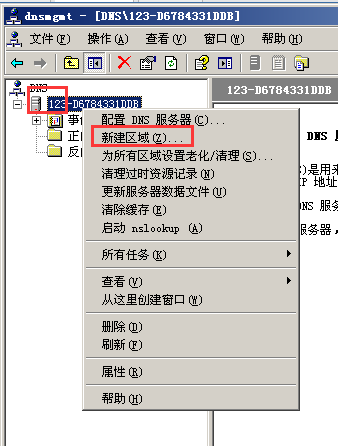 dnsmgmt - [DNS\123-D6784331DDB]
文件(F) 操作(A) 查看(V) 窗口(W) 帮助(H)
DNS
123-D6784331DDB
123-D6784331DDB
配置 DNS 服务器(C)...
新建区域(Z)...
为所有区域设置老化/清理(S)...
清理过时资源记录(N)
更新服务器数据文件(U)
清除缓存(E)
启动 nslookup (A)
所有任务(K)
查看(V)
从这里创建窗口(W)
删除(D)
刷新(F)
属性(R)
帮助(H)
DNS 服
)是用来
IP 地址
DNS 服务
服务器，